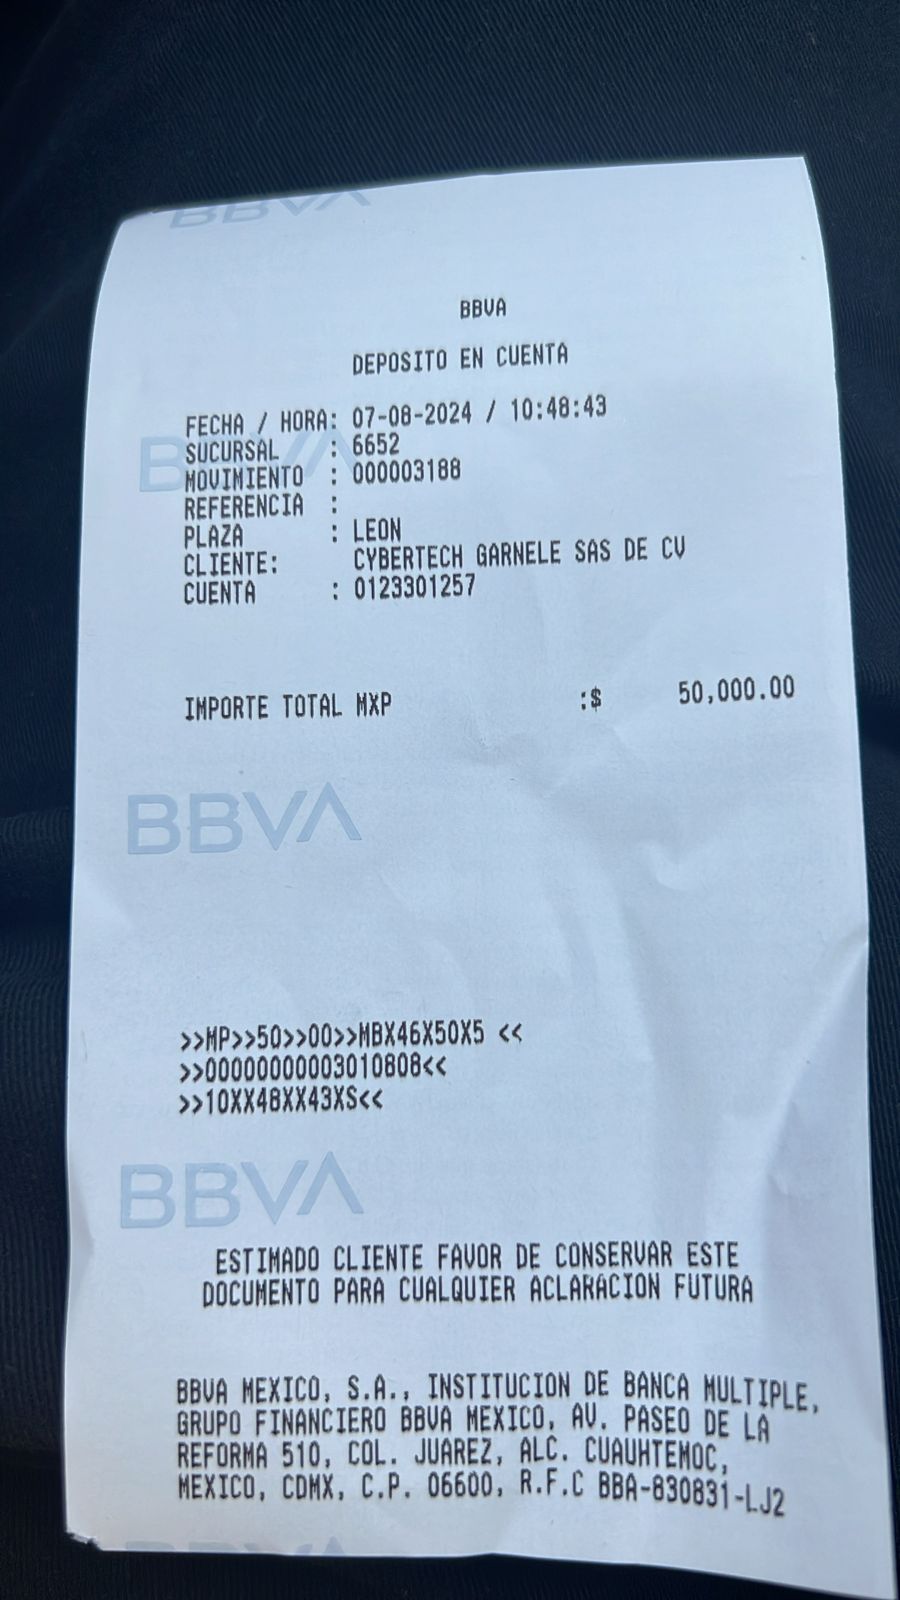 BBVA
BBVA
DEPOSITO EN CUENTA
FECHA / HORA: 07-08-2024 / 10:48:43
SUCURSAL : 6652
MOVIMIENTO : 000003188
REFERENCIA :
PLAZA : LEON
CLIENTE: CYBERTECH GARNELE SAS DE CV
CUENTA : 0123301257
IMPORTE TOTAL MXP :$ 50,000.00
BBVA
>>MP>>50>>00>>MBX46X50X5 <<
>>00000000003010808<<
>>10XX48XX43XS<<
BBVA
ESTIMADO CLIENTE FAVOR DE CONSERVAR ESTE
DOCUMENTO PARA CUALQUIER ACLARACION FUTURA
BBVA MEXICO, S.A., INSTITUCION DE BANCA MULTIPLE,
GRUPO FINANCIERO BBVA MEXICO, AV. PASEO DE LA
REFORMA 510, COL. JUAREZ, ALC. CUAUHTEMOC,
MEXICO, CDMX, C.P. 06600, R.F.C BBA-830831-LJ2